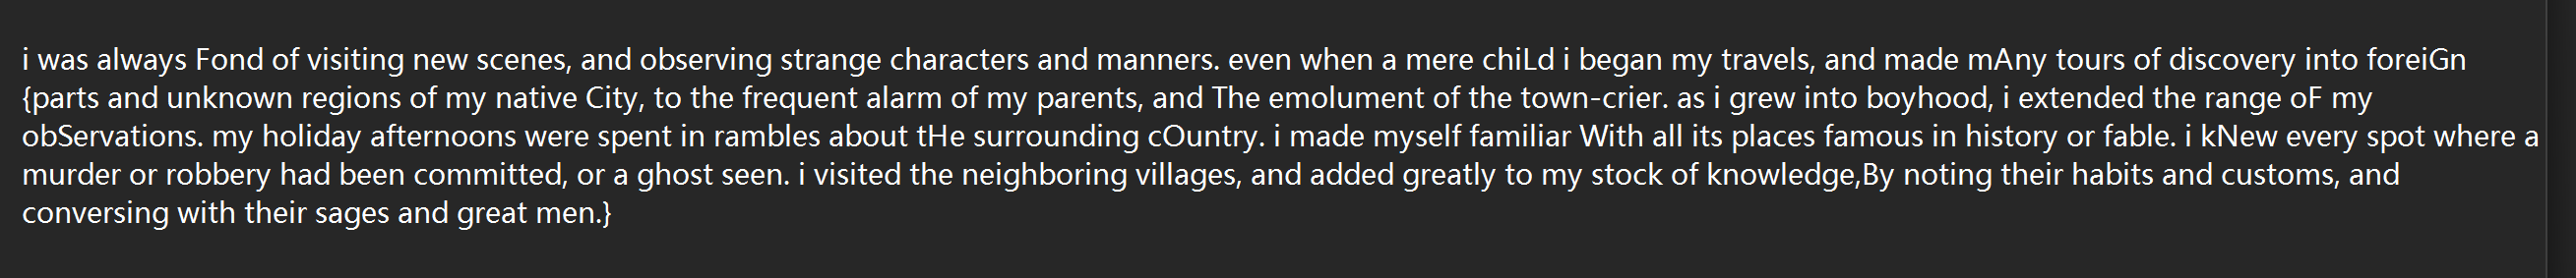 i was always Fond of visiting new scenes, and observing strange characters and manners. even when a mere chiLd i began my travels, and made mAny tours of discovery into foreiGn
{parts and unknown regions of my native City, to the frequent alarm of my parents, and The emolument of the town-crier. as i grew into boyhood, i extended the range oF my
obServations. my holiday afternoons were spent in rambles about tHe surrounding cOuntry. i made myself familiar With all its places famous in history or fable. i kNew every spot where a
murder or robbery had been committed, or a ghost seen. i visited the neighboring villages, and added greatly to my stock of knowledge,By noting their habits and customs, and
conversing with their sages and great men.}